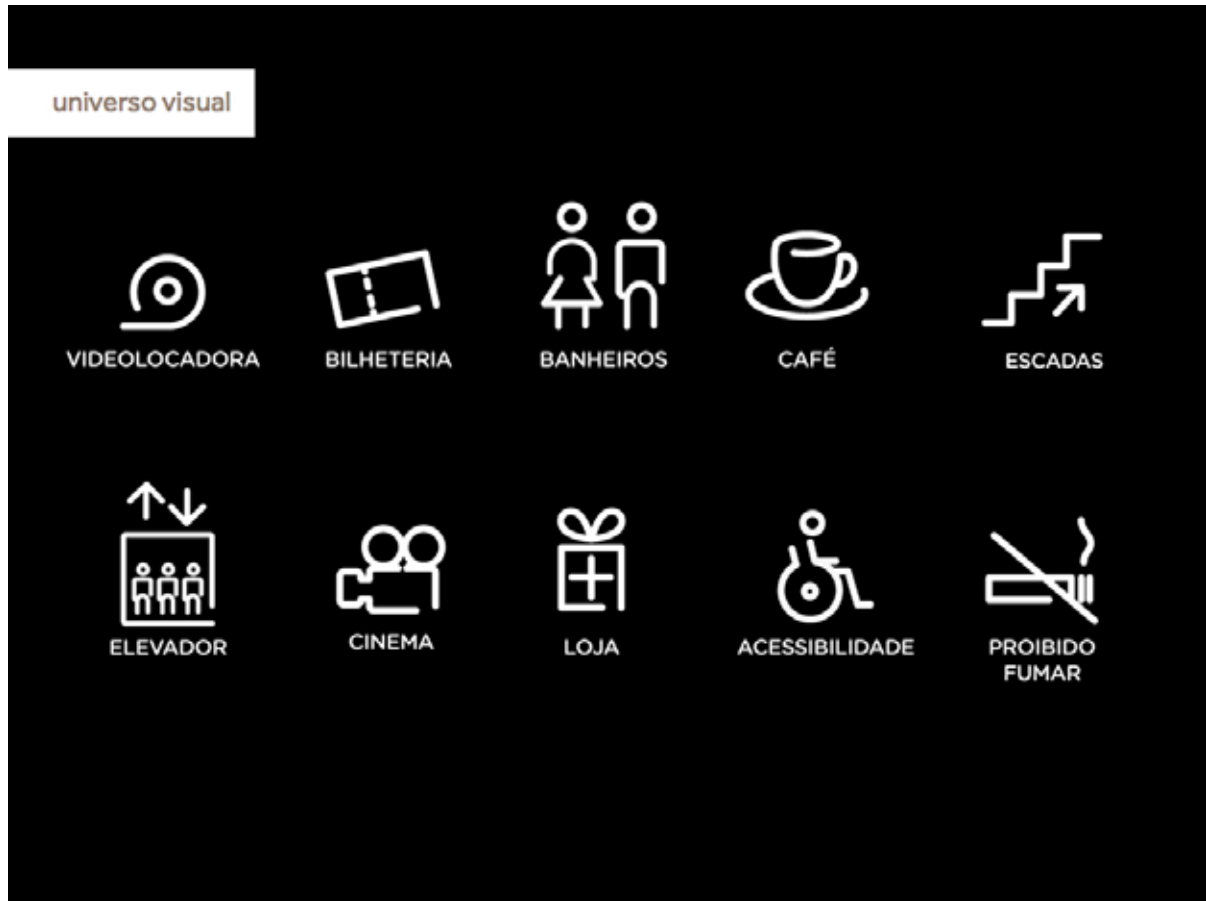 universo visual
VIDEOLOCADORA
BILHETERIA
BANHEIROS
CAFÉ
ESCADAS
ELEVADOR
CINEMA
LOJA
ACESSIBILIDADE
PROIBIDO
FUMAR